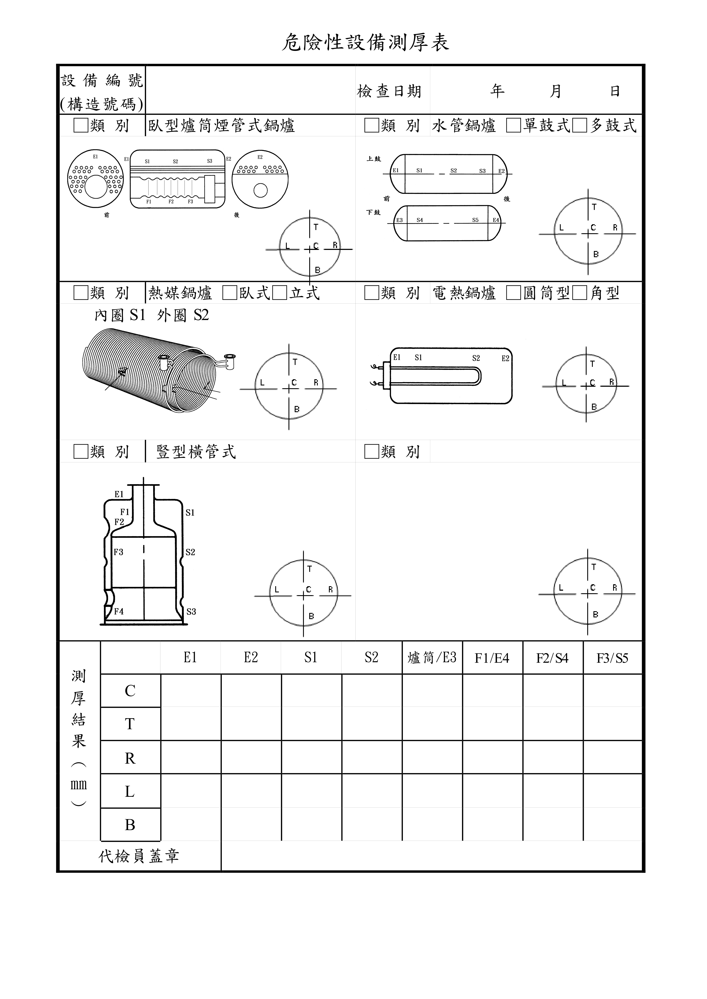 危險性設備測厚表
設備編號
(構造號碼)
檢查日期 年 月 日
□類 別 臥型爐筒煙管式鍋爐 □類 別 水管鍋爐 □單鼓式□多鼓式
E1
E1 S1 S2 S3 E2
F1 F2 F3
E2
前 後
T
L C R
B
上鼓
E1 S1 S2 S3 E2
前 後
下鼓
E3 S4 S5 E4
T
L C R
B
□類 別 熱媒鍋爐 □臥式□立式 □類 別 電熱鍋爐 □圓筒型□角型
內圈 S1 外圈 S2
T
L C R
B
E1 S1 S2 E2
T
L C R
B
□類 別 豎型橫管式 □類 別
E1
F1 S1
F2
F3 S2
F4 S3
T
L C R
B
T
L C R
B
測厚結果（mm）
E1 E2 S1 S2 爐筒/E3 F1/E4 F2/S4 F3/S5
C
T
R
L
B
代檢員蓋章